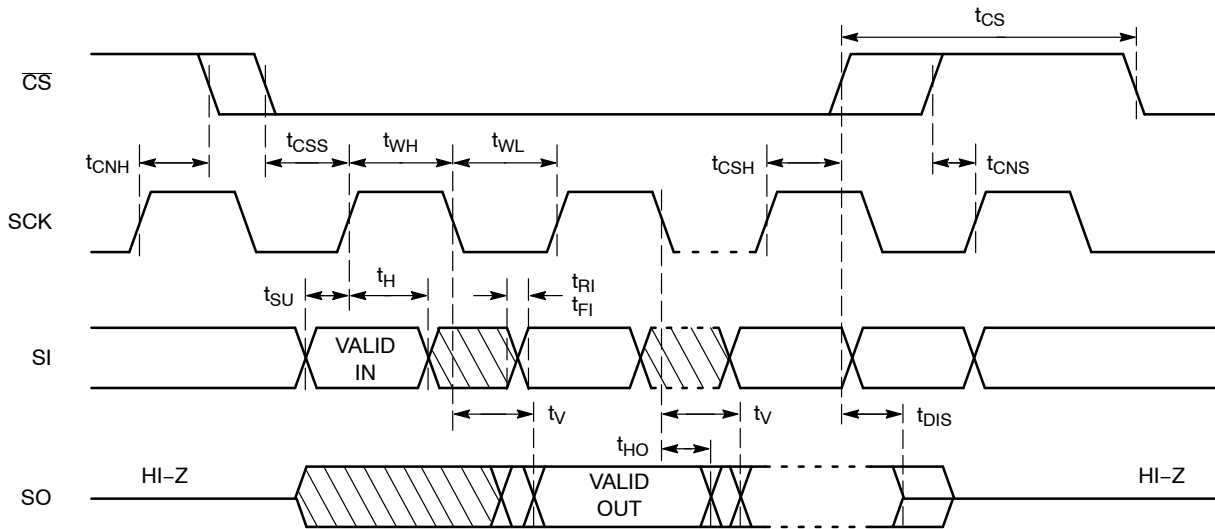 tCS
CS
tCNH
tCSS
tWH
tWL
tCSH
tCNS
SCK
tSU
tH
tRI
tFI
SI
VALID
IN
tV
tV
tDIS
tHO
HI–Z
HI–Z
SO
VALID
OUT